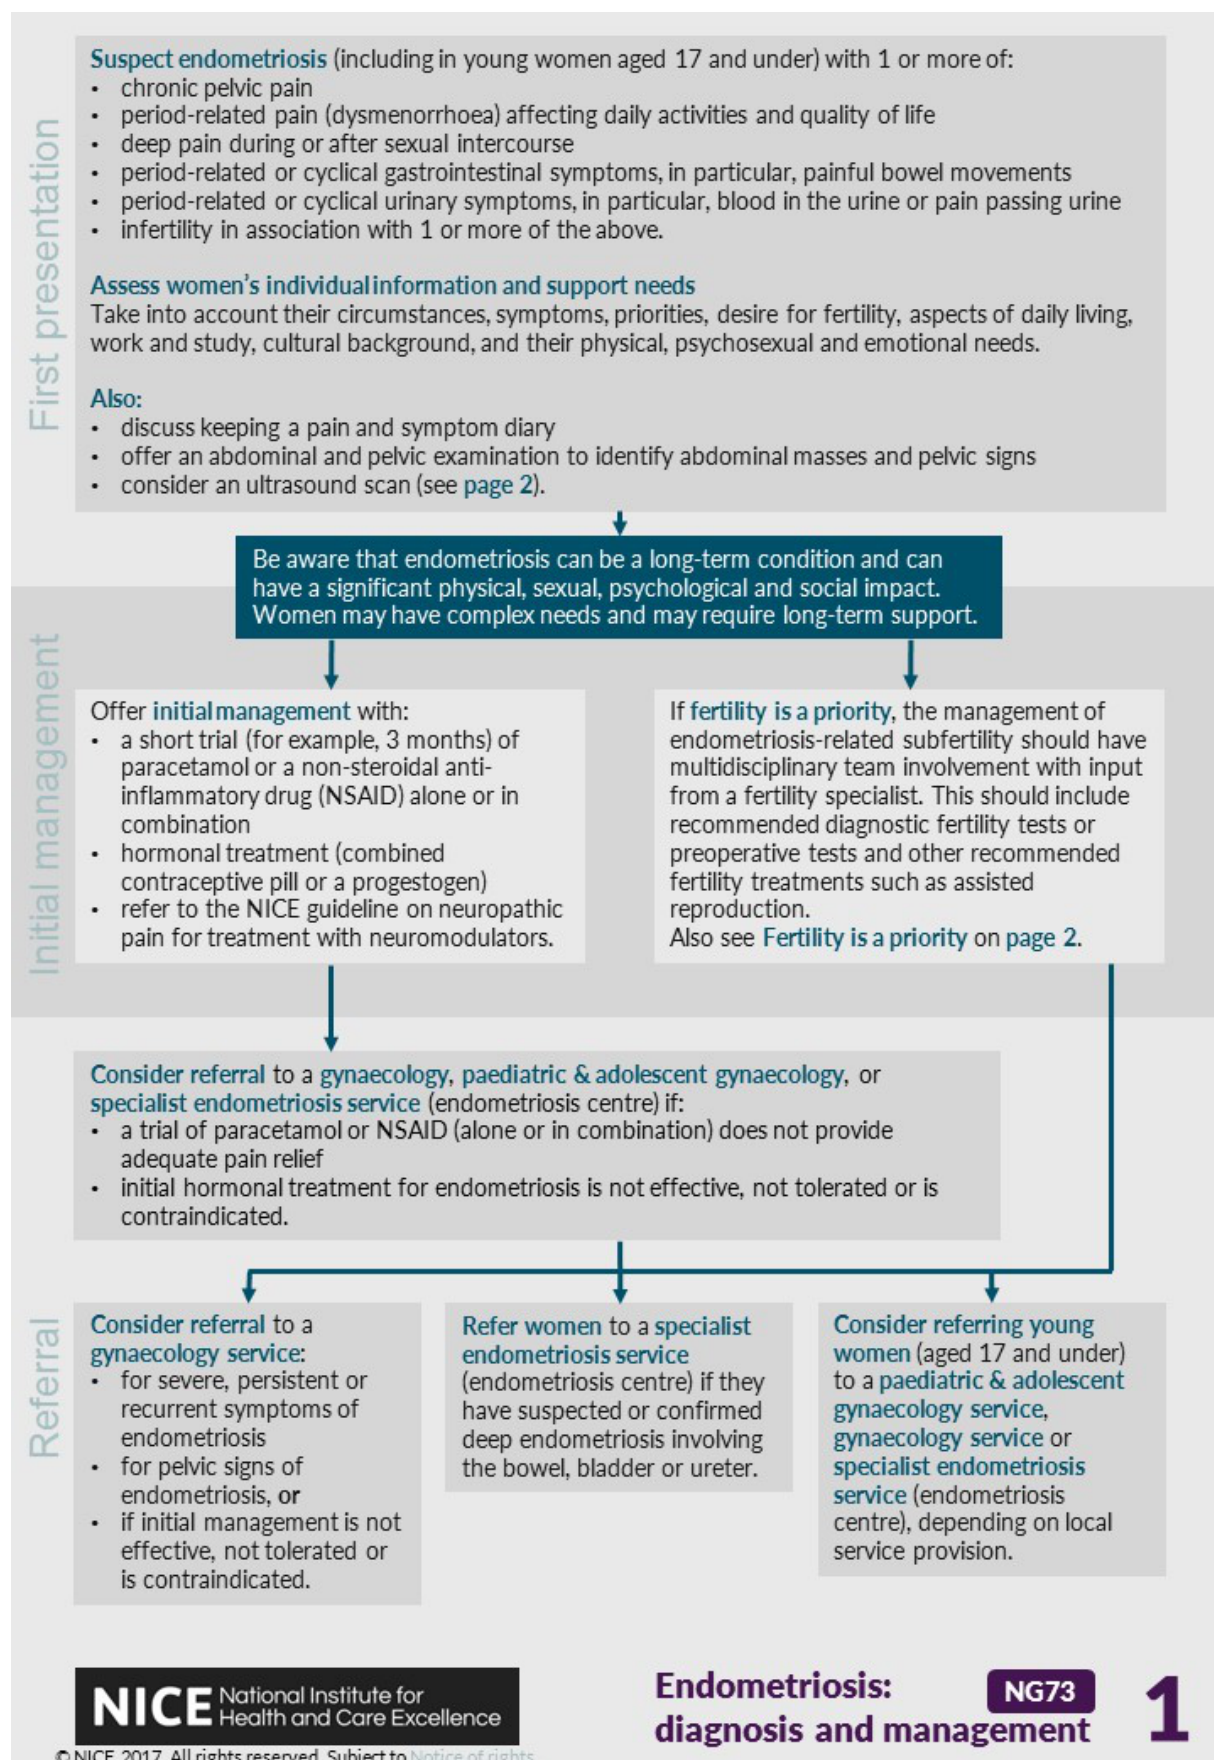 First presentation
Suspect endometriosis (including in young women aged 17 and under) with 1 or more of:
• chronic pelvic pain
• period-related pain (dysmenorrhoea) affecting daily activities and quality of life
• deep pain during or after sexual intercourse
• period-related or cyclical gastrointestinal symptoms, in particular, painful bowel movements
• period-related or cyclical urinary symptoms, in particular, blood in the urine or pain passing urine
• infertility in association with 1 or more of the above.
Assess women's individual information and support needs
Take into account their circumstances, symptoms, priorities, desire for fertility, aspects of daily living,
work and study, cultural background, and their physical, psychosexual and emotional needs.
Also:
• discuss keeping a pain and symptom diary
• offer an abdominal and pelvic examination to identify abdominal masses and pelvic signs
• consider an ultrasound scan (see page 2).
Be aware that endometriosis can be a long-term condition and can
have a significant physical, sexual, psychological and social impact.
Women may have complex needs and may require long-term support.
Initial management
Offer initial management with:
• a short trial (for example, 3 months) of
paracetamol or a non-steroidal anti-
inflammatory drug (NSAID) alone or in
combination
• hormonal treatment (combined
contraceptive pill or a progestogen)
• refer to the NICE guideline on neuropathic
pain for treatment with neuromodulators.
If fertility is a priority, the management of
endometriosis-related subfertility should have
multidisciplinary team involvement with input
from a fertility specialist. This should include
recommended diagnostic fertility tests or
preoperative tests and other recommended
fertility treatments such as assisted
reproduction.
Also see Fertility is a priority on page 2.
Referral
Consider referral to a gynaecology, paediatric & adolescent gynaecology, or
specialist endometriosis service (endometriosis centre) if:
• a trial of paracetamol or NSAID (alone or in combination) does not provide
adequate pain relief
• initial hormonal treatment for endometriosis is not effective, not tolerated or is
contraindicated.
Consider referral to a
gynaecology service:
• for severe, persistent or
recurrent symptoms of
endometriosis
• for pelvic signs of
endometriosis, or
• if initial management is not
effective, not tolerated or
is contraindicated.
Refer women to a specialist
endometriosis service
(endometriosis centre) if they
have suspected or confirmed
deep endometriosis involving
the bowel, bladder or ureter.
Consider referring young
women (aged 17 and under)
to a paediatric & adolescent
gynaecology service,
gynaecology service or
specialist endometriosis
service (endometriosis
centre), depending on local
service provision.
NICE National Institute for
Health and Care Excellence
© NICE 2017. All rights reserved. Subject to Notice of rights
Endometriosis: NG73
diagnosis and management
1